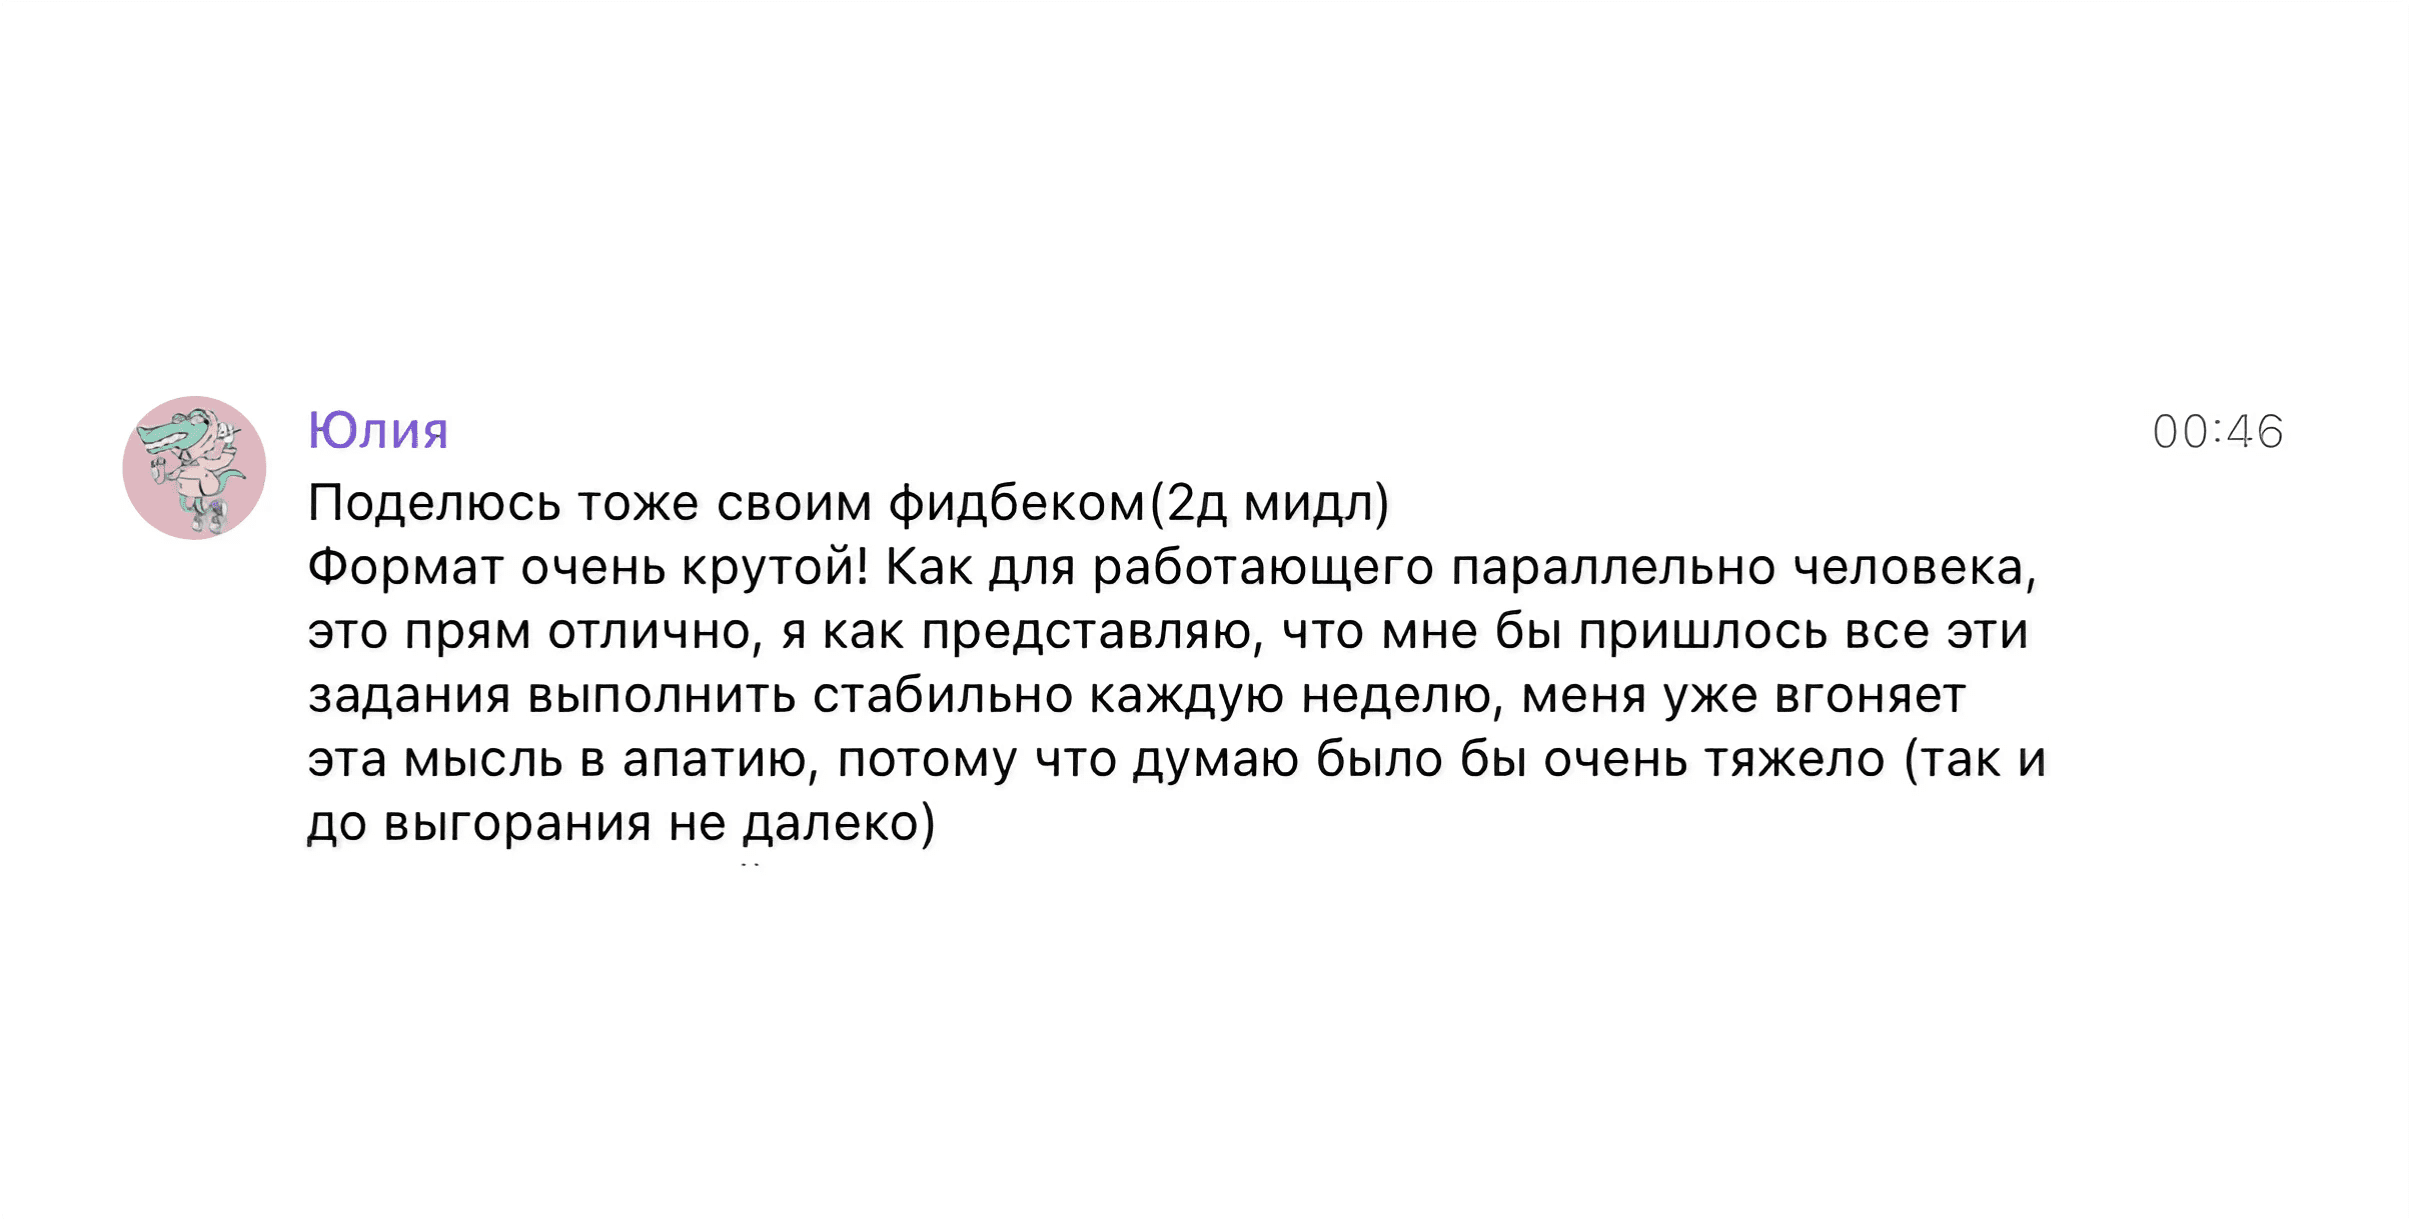 Юлия
00:46
Поделюсь тоже своим фидбеком(2д мидл)
Формат очень крутой! Как для работающего параллельно человека,
это прям отлично, я как представляю, что мне бы пришлось все эти
задания выполнить стабильно каждую неделю, меня уже вгоняет
эта мысль в апатию, потому что думаю было бы очень тяжело (так и
до выгорания не далеко)